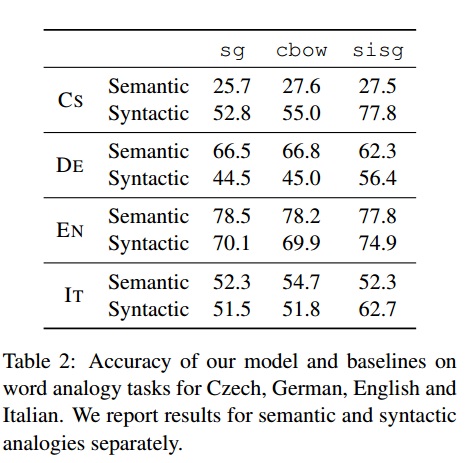 sg cbow sisg
CS Semantic 25.7 27.6 27.5
Syntactic 52.8 55.0 77.8
DE Semantic 66.5 66.8 62.3
Syntactic 44.5 45.0 56.4
EN Semantic 78.5 78.2 77.8
Syntactic 70.1 69.9 74.9
IT Semantic 52.3 54.7 52.3
Syntactic 51.5 51.8 62.7
Table 2: Accuracy of our model and baselines on
word analogy tasks for Czech, German, English and
Italian. We report results for semantic and syntactic
analogies separately.